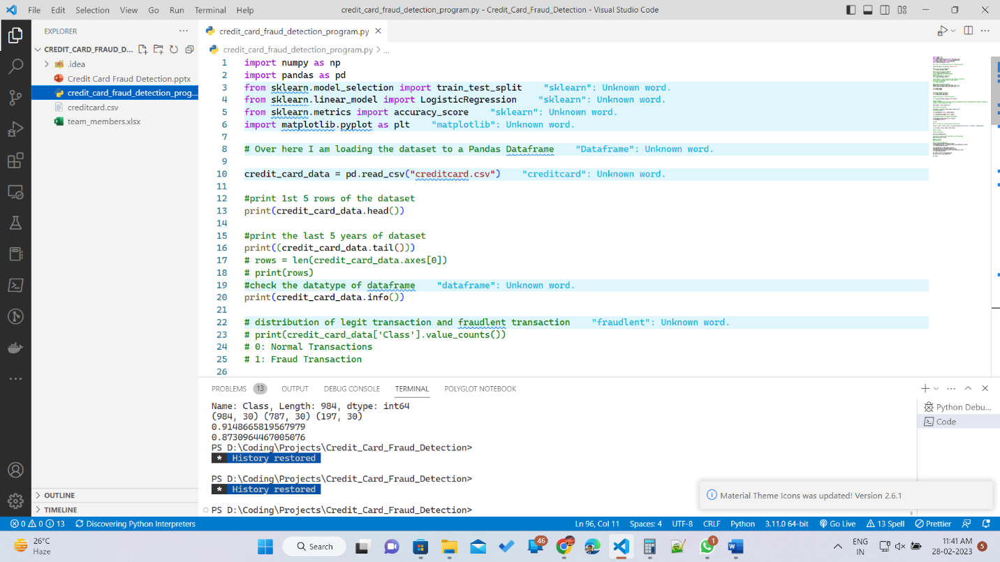 File Edit Selection View Go Run Terminal Help credit_card_fraud_detection_program.py - Credit_Card_Fraud_Detection - Visual Studio Code
EXPLORER
CREDIT_CARD_FRAUD_D...
.idea
Credit Card Fraud Detection.pptx
credit_card_fraud_detection_prog...
creditcard.csv
team_members.xlsx
OUTLINE
TIMELINE
credit_card_fraud_detection_program.py
credit_card_fraud_detection_program.py > ...
1 import numpy as np
2 import pandas as pd
3 from sklearn.model_selection import train_test_split "sklearn": Unknown word.
4 from sklearn.linear_model import LogisticRegression "sklearn": Unknown word.
5 from sklearn.metrics import accuracy_score "sklearn": Unknown word.
6 import matplotlib.pyplot as plt "matplotlib": Unknown word.
7
8 # Over here I am loading the dataset to a Pandas Dataframe "Dataframe": Unknown word.
9
10 credit_card_data = pd.read_csv("creditcard.csv") "creditcard": Unknown word.
11
12 #print 1st 5 rows of the dataset
13 print(credit_card_data.head())
14
15 #print the last 5 years of dataset
16 print((credit_card_data.tail()))
17 # rows = len(credit_card_data.axes[0])
18 # print(rows)
19 #check the datatype of dataframe "dataframe": Unknown word.
20 print(credit_card_data.info())
21
22 # distribution of legit transaction and fraudlent transaction "fraudlent": Unknown word.
23 # print(credit_card_data['Class'].value_counts())
24 # 0: Normal Transactions
25 # 1: Fraud Transaction
26
PROBLEMS 13 OUTPUT DEBUG CONSOLE TERMINAL POLYGLOT NOTEBOOK
Name: Class, Length: 984, dtype: int64
(984, 30) (787, 30) (197, 30)
0.9148665819567979
0.8730964467005076
PS D:\Coding\Projects\Credit_Card_Fraud_Detection>
* History restored
PS D:\Coding\Projects\Credit_Card_Fraud_Detection>
* History restored
PS D:\Coding\Projects\Credit_Card_Fraud_Detection>
Python Debu...
Code
Material Theme Icons was updated! Version 2.6.1
0 0 13 Discovering Python Interpreters Ln 96, Col 11 Spaces: 4 UTF-8 CRLF Python 3.11.0 64-bit Go Live 13 Spell Prettier
26°C
Haze
Search
46
1
ENG
IN
11:41 AM
28-02-2023
5